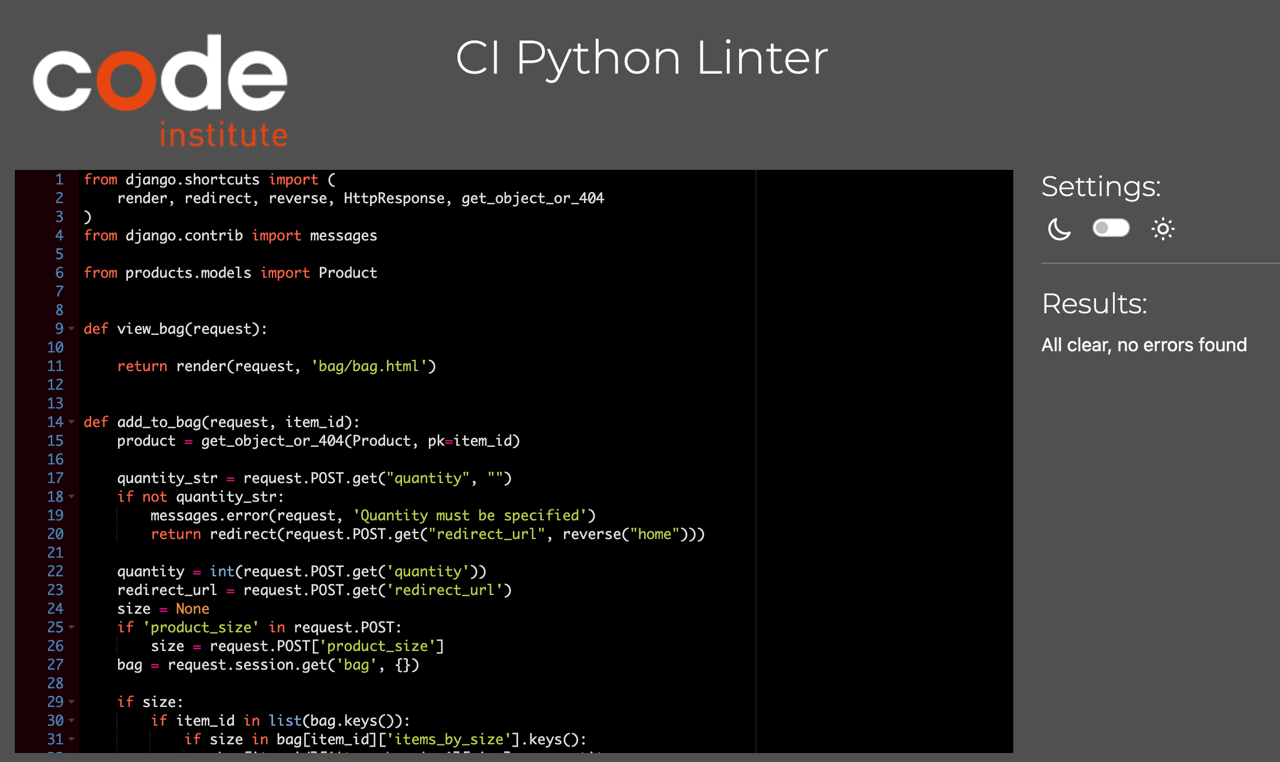 code
institute
CI Python Linter
1 from django.shortcuts import (
2     render, redirect, reverse, HttpResponse, get_object_or_404
3 )
4 from django.contrib import messages
5
6 from products.models import Product
7
8
9 def view_bag(request):
10
11     return render(request, 'bag/bag.html')
12
13
14 def add_to_bag(request, item_id):
15     product = get_object_or_404(Product, pk=item_id)
16
17     quantity_str = request.POST.get("quantity", "")
18     if not quantity_str:
19         messages.error(request, 'Quantity must be specified')
20         return redirect(request.POST.get("redirect_url", reverse("home")))
21
22     quantity = int(request.POST.get('quantity'))
23     redirect_url = request.POST.get('redirect_url')
24     size = None
25     if 'product_size' in request.POST:
26         size = request.POST['product_size']
27     bag = request.session.get('bag', {})
28
29     if size:
30         if item_id in list(bag.keys()):
31             if size in bag[item_id]['items_by_size'].keys():
Settings:
Results:
All clear, no errors found